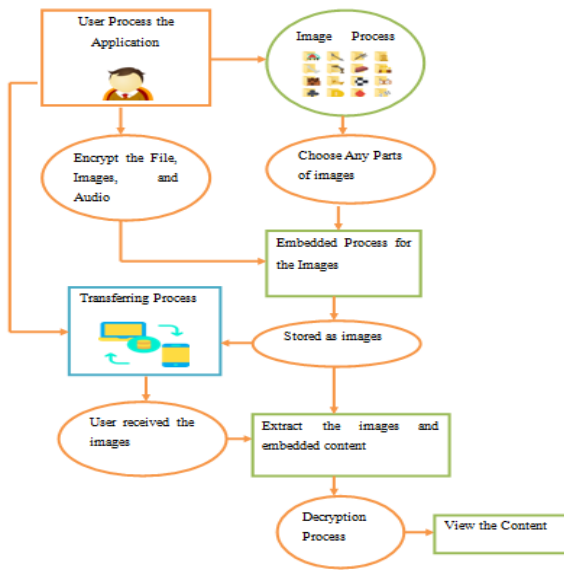 User Process the
Application
Image Process
Encrypt the File,
Images, and
Audio
Choose Any Parts
of images
Embedded Process for
the Images
Transferring Process
Stored as images
User received the
images
Extract the images and
embedded content
Decryption
Process
View the Content